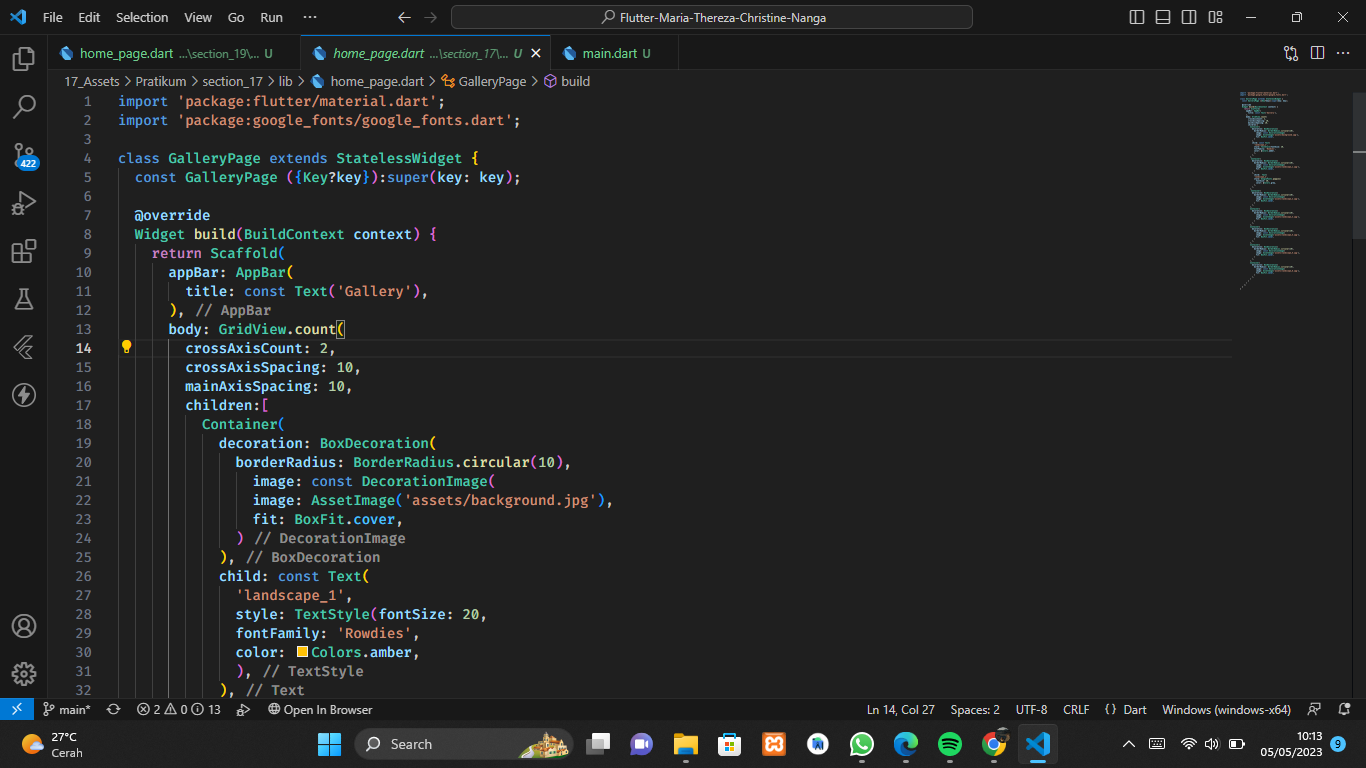 File Edit Selection View Go Run ··· Flutter-Maria-Thereza-Christine-Nanga
home_page.dart ...\section_19\... U home_page.dart ...\section_17\... U main.dart U
17_Assets > Pratikum > section_17 > lib > home_page.dart > GalleryPage > build
1 import 'package:flutter/material.dart';
2 import 'package:google_fonts/google_fonts.dart';
3
4 class GalleryPage extends StatelessWidget {
5 const GalleryPage ({Key?key}):super(key: key);
6
7 @override
8 Widget build(BuildContext context) {
9 return Scaffold(
10 appBar: AppBar(
11 title: const Text('Gallery'),
12 ), // AppBar
13 body: GridView.count(
14 crossAxisCount: 2,
15 crossAxisSpacing: 10,
16 mainAxisSpacing: 10,
17 children:[
18 Container(
19 decoration: BoxDecoration(
20 borderRadius: BorderRadius.circular(10),
21 image: const DecorationImage(
22 image: AssetImage('assets/background.jpg'),
23 fit: BoxFit.cover,
24 ) // DecorationImage
25 ), // BoxDecoration
26 child: const Text(
27 'landscape_1',
28 style: TextStyle(fontSize: 20,
29 fontFamily: 'Rowdies',
30 color: Colors.amber,
31 ), // TextStyle
32 ), // Text
422
main* 2 0 13 Open In Browser Ln 14, Col 27 Spaces: 2 UTF-8 CRLF {} Dart Windows (windows-x64)
27°C
Cerah
Search
10:13
05/05/2023
9